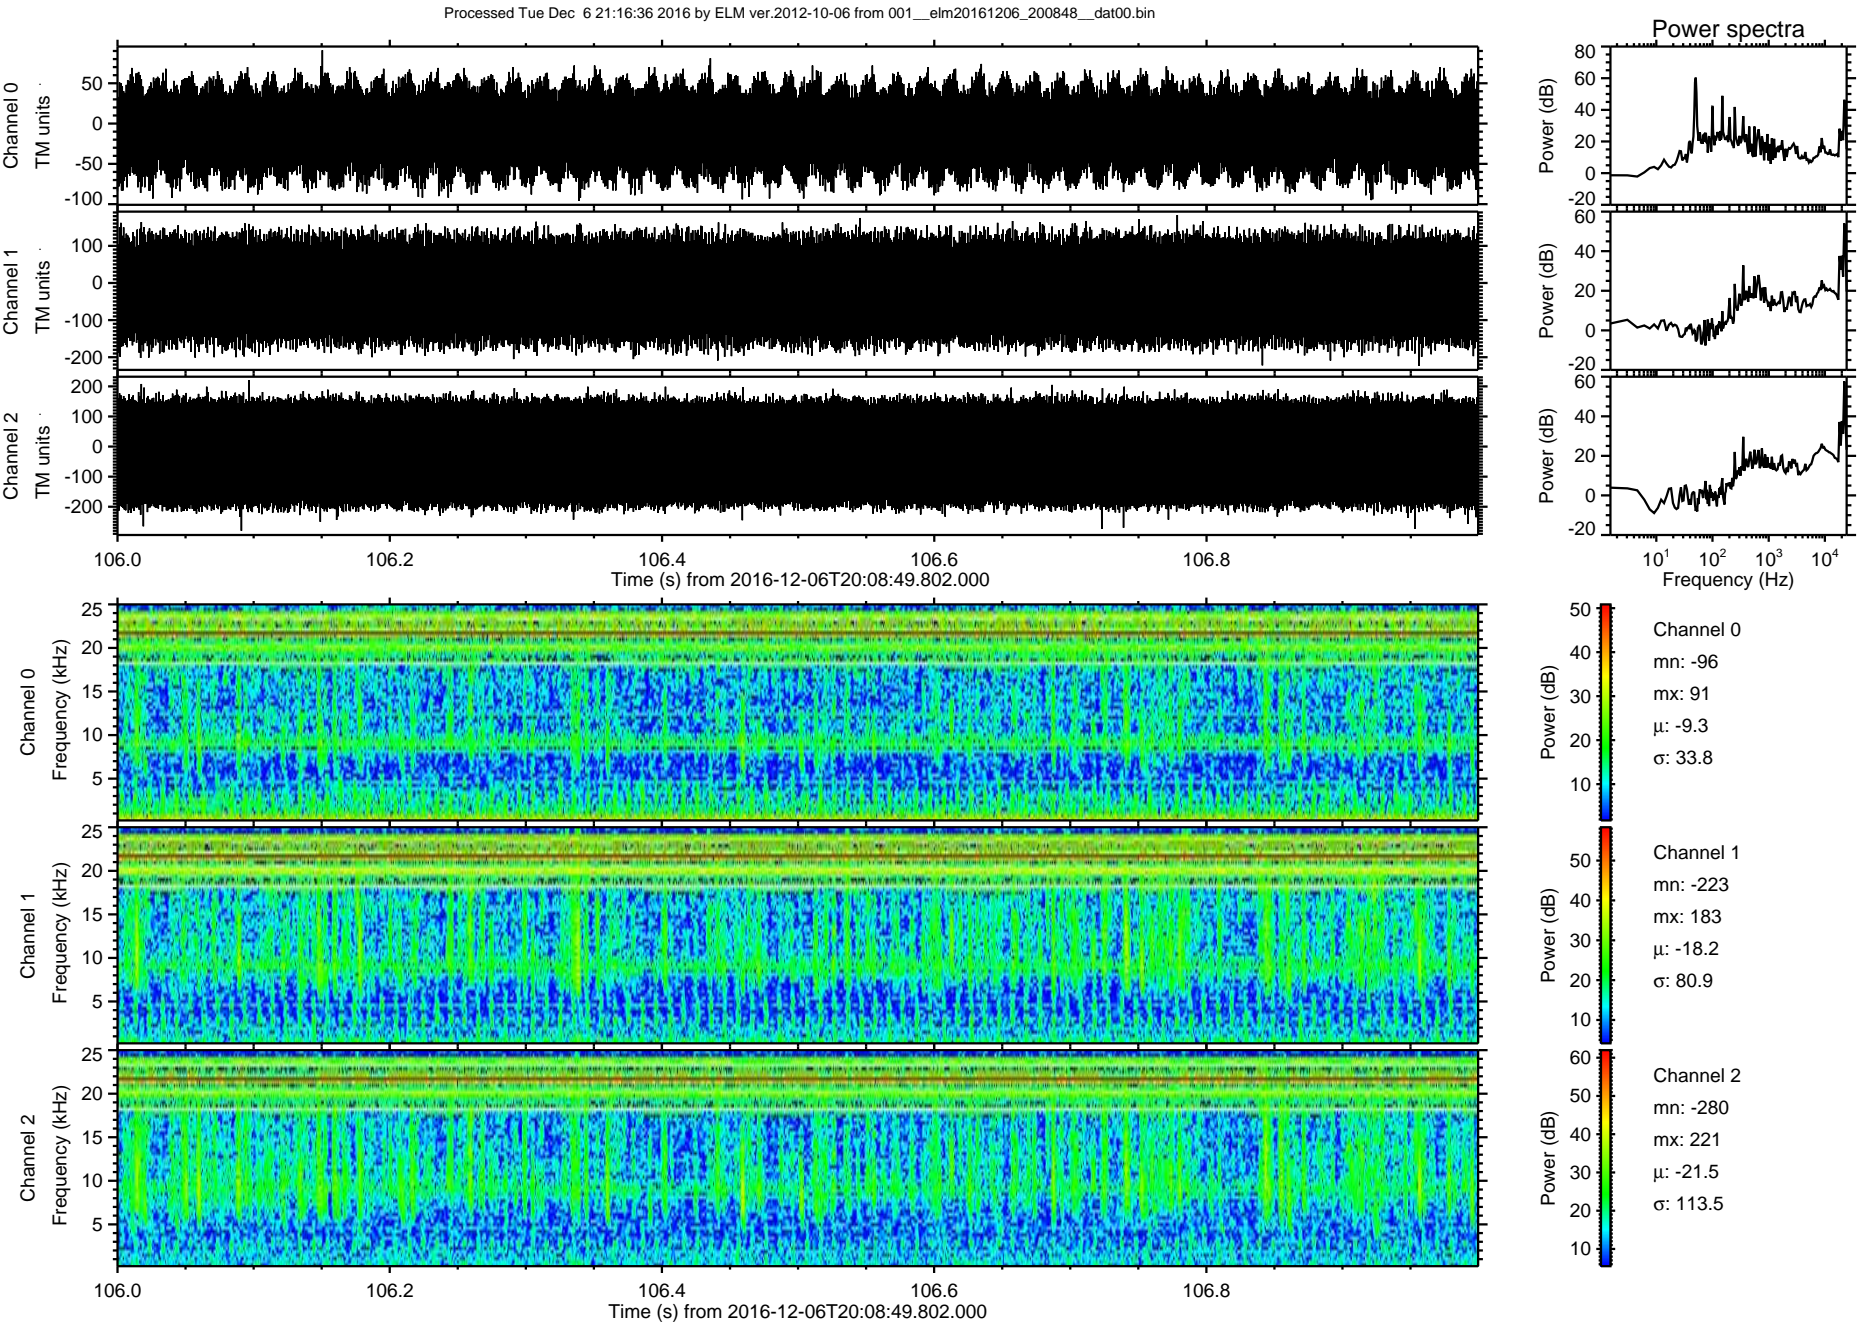 Processed Tue Dec  6 21:16:36 2016 by ELM ver.2012-10-06 from 001__elm20161206_200848__dat00.bin
Power spectra
Channel 0
TM units
50
0
-50
-100
Power (dB)
80
60
40
20
0
-20
Channel 1
TM units
100
0
-100
-200
Power (dB)
60
40
20
0
-20
Channel 2
TM units
200
100
0
-100
-200
Power (dB)
60
40
20
0
-20
106.0 106.2 106.4 106.6 106.8
Time (s) from 2016-12-06T20:08:49.802.000
10¹ 10² 10³ 10⁴
Frequency (Hz)
Channel 0
Frequency (kHz)
25
20
15
10
5
Power (dB)
50
40
30
20
10
Channel 0
mn: -96
mx: 91
μ: -9.3
σ: 33.8
Channel 1
Frequency (kHz)
25
20
15
10
5
Power (dB)
50
40
30
20
10
Channel 1
mn: -223
mx: 183
μ: -18.2
σ: 80.9
Channel 2
Frequency (kHz)
25
20
15
10
5
Power (dB)
60
50
40
30
20
10
Channel 2
mn: -280
mx: 221
μ: -21.5
σ: 113.5
106.0 106.2 106.4 106.6 106.8
Time (s) from 2016-12-06T20:08:49.802.000